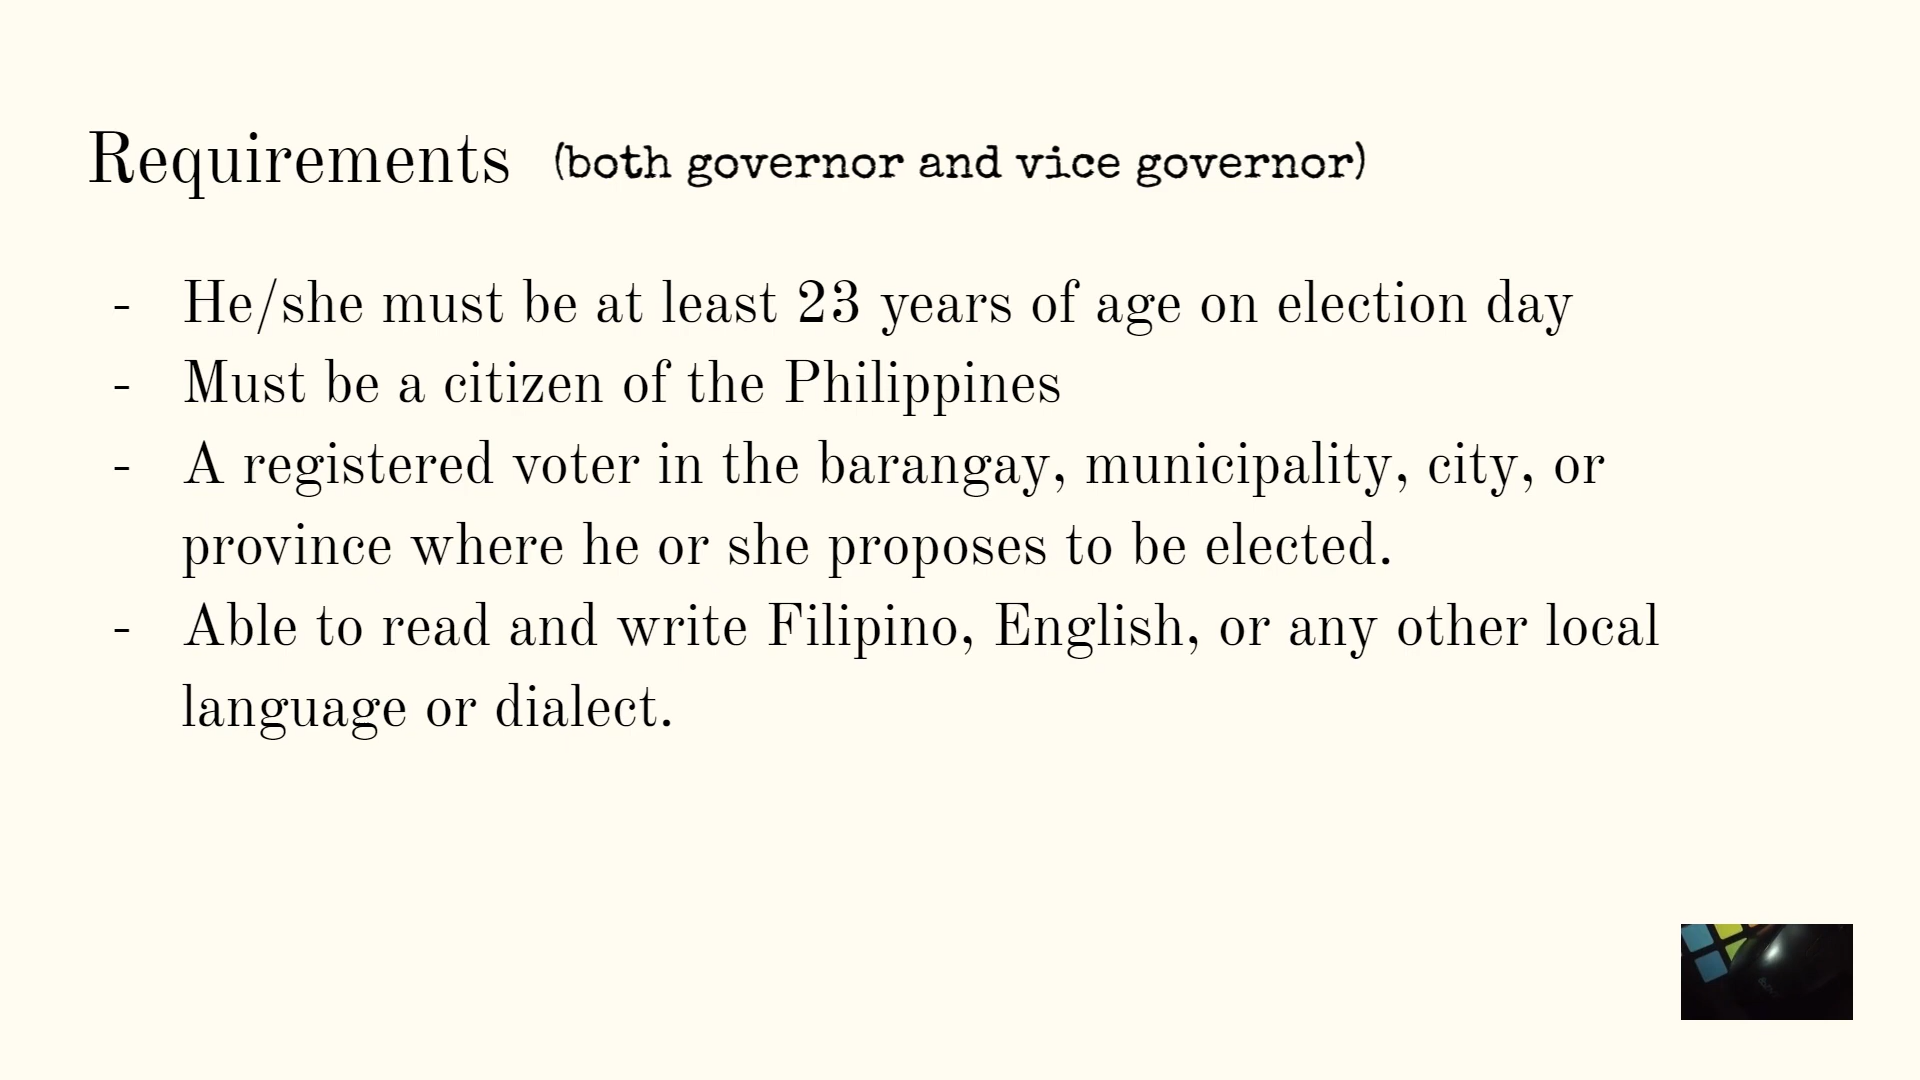 Requirements (both governor and vice governor)
- He/she must be at least 23 years of age on election day
- Must be a citizen of the Philippines
- A registered voter in the barangay, municipality, city, or
province where he or she proposes to be elected.
- Able to read and write Filipino, English, or any other local
language or dialect.